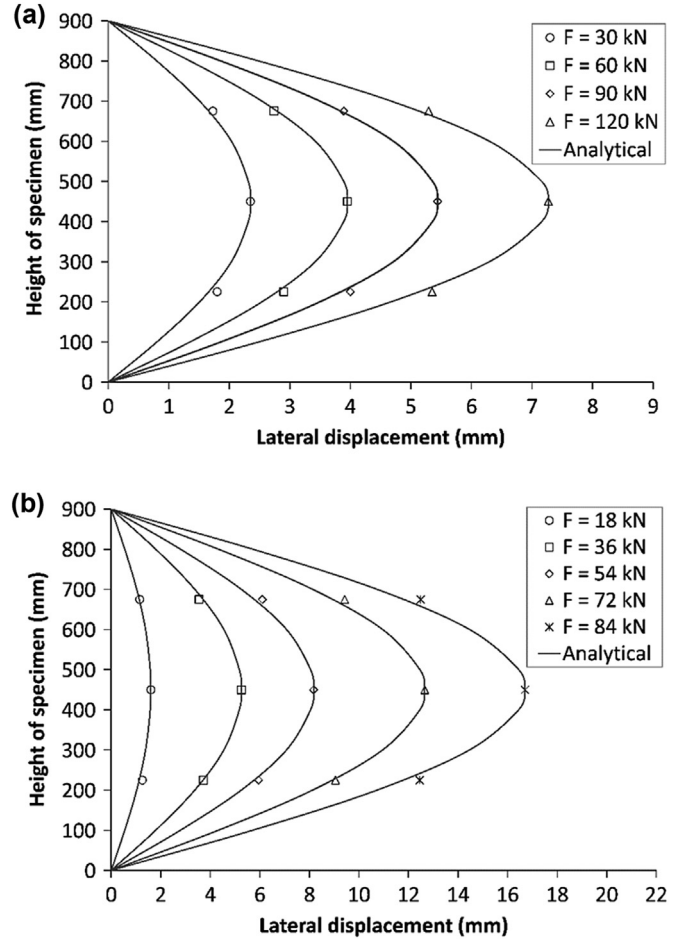 (a)
900
800
700
600
500
400
300
200
100
0
Height of specimen (mm)
0 1 2 3 4 5 6 7 8 9
Lateral displacement (mm)
F = 30 kN
F = 60 kN
F = 90 kN
F = 120 kN
Analytical
(b)
900
800
700
600
500
400
300
200
100
0
Height of specimen (mm)
0 2 4 6 8 10 12 14 16 18 20 22
Lateral displacement (mm)
F = 18 kN
F = 36 kN
F = 54 kN
F = 72 kN
F = 84 kN
Analytical